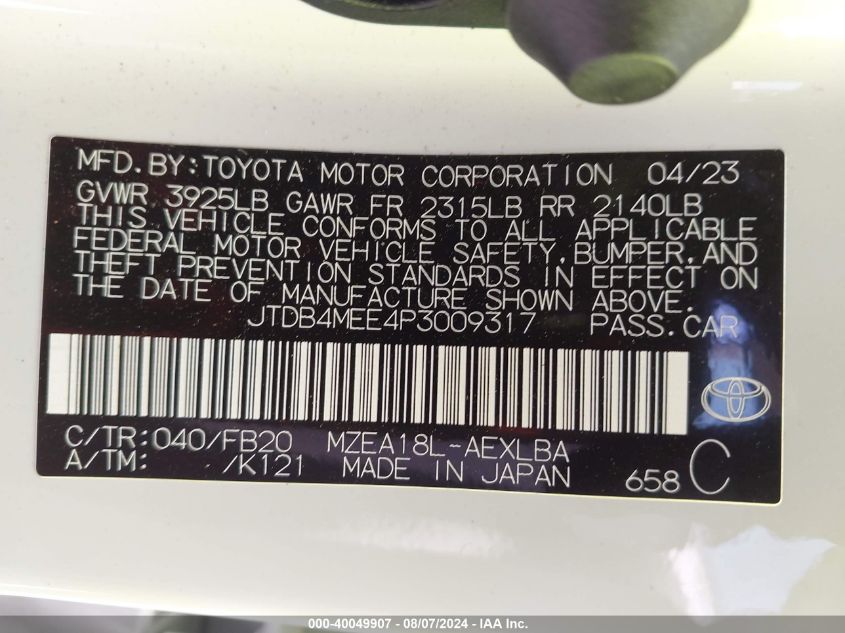 MFD.BY:TOYOTA MOTOR CORPORATION 04/23
GVWR 3925LB GAWR FR 2315LB RR 2140LB
THIS VEHICLE CONFORMS TO ALL APPLICABLE
FEDERAL MOTOR VEHICLE SAFETY,BUMPER,AND
THEFT PREVENTION STANDARDS IN EFFECT ON
THE DATE OF MANUFACTURE SHOWN ABOVE.
JTDB4MEE4P3009317 PASS.CAR
C/TR:040/FB20 MZEA18L-AEXLBA
A/TM: /K121 MADE IN JAPAN 658 C
000-40049907 - 08/07/2024 - IAA Inc.